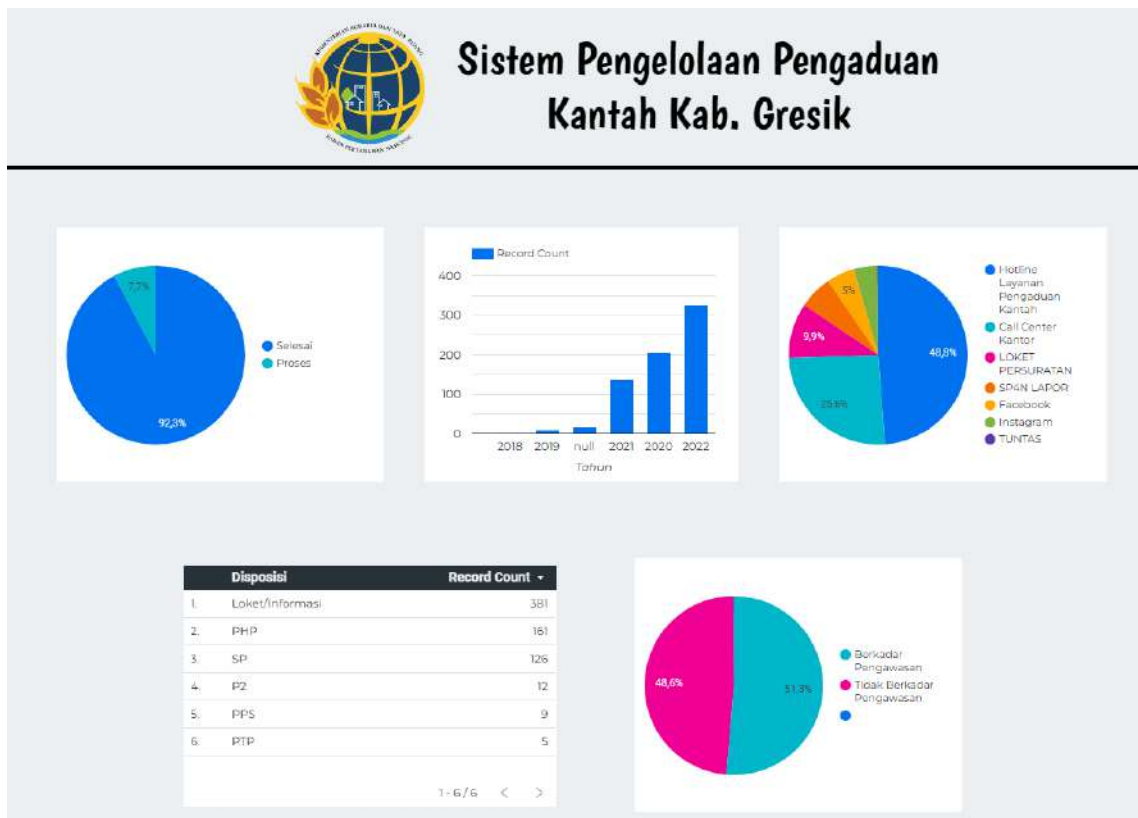 Sistem Pengelolaan Pengaduan
Kantah Kab. Gresik
7,7%
92,3%
Selesai
Proses
Record Count
400
300
200
100
0
2018 2019 null 2021 2020 2022
Tahun
5%
9,9%
48,8%
25,6%
Hotline
Layanan
Pengaduan
Kantah
Call Center
Kantor
LOKET
PERSURATAN
SP4N LAPOR
Facebook
Instagram
TUNTAS
Disposisi Record Count
1. Loket/Informasi 381
2. PHP 161
3. SP 126
4. P2 12
5. PPS 9
6. PTP 5
1 - 6 / 6 < >
48,6%
51,3%
Berkadar
Pengawasan
Tidak Berkadar
Pengawasan